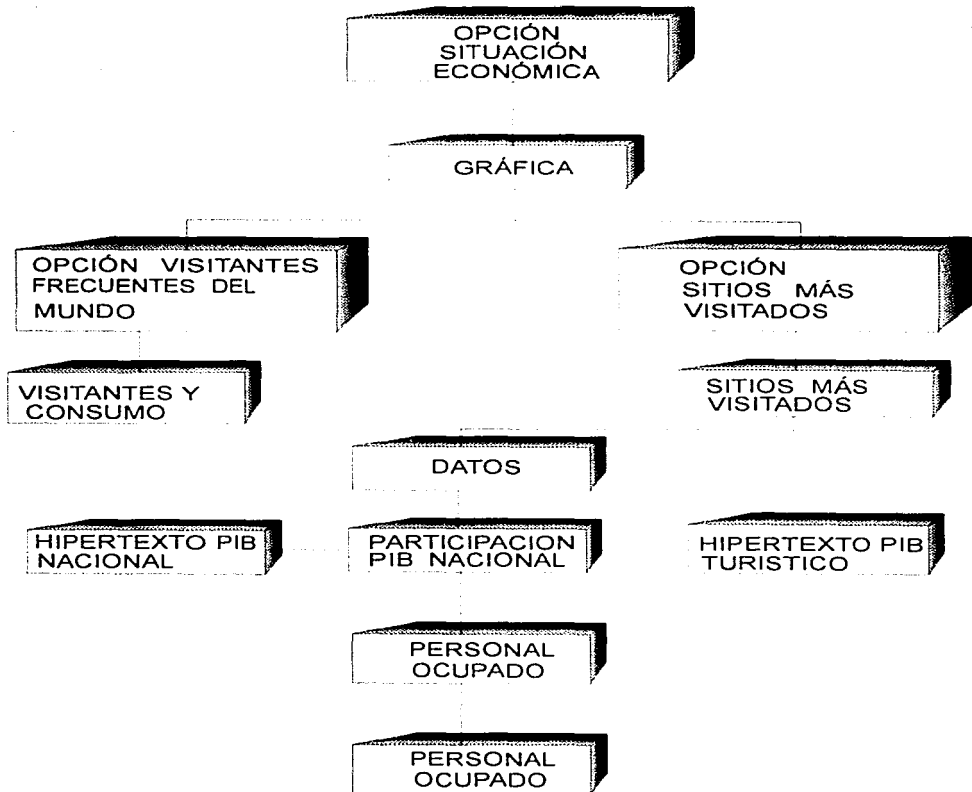 OPCIÓN
SITUACIÓN
ECONÓMICA
GRÁFICA
OPCIÓN VISITANTES
FRECUENTES DEL
MUNDO
OPCIÓN
SITIOS MÁS
VISITADOS
VISITANTES Y
CONSUMO
SITIOS MÁS
VISITADOS
DATOS
HIPERTEXTO PIB
NACIONAL
PARTICIPACION
PIB NACIONAL
HIPERTEXTO PIB
TURISTICO
PERSONAL
OCUPADO
PERSONAL
OCUPADO